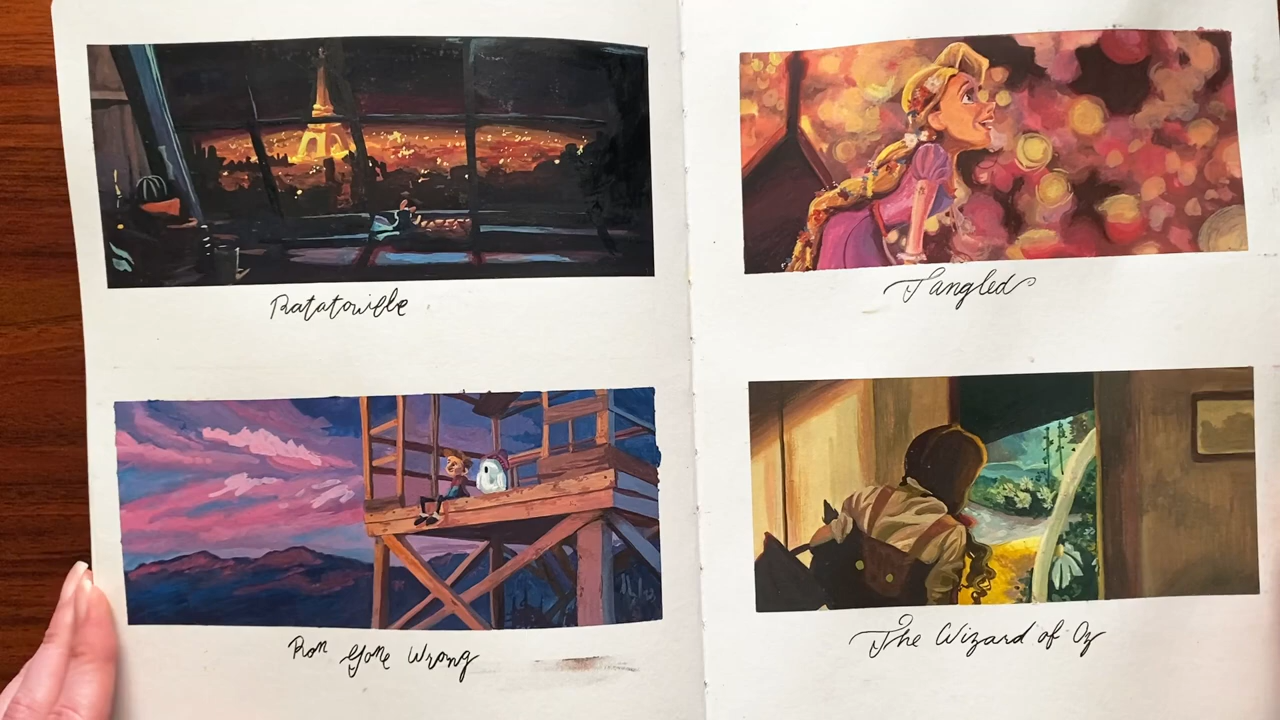 Ratatouille
Tangled
Ron Gone Wrong
The Wizard of Oz